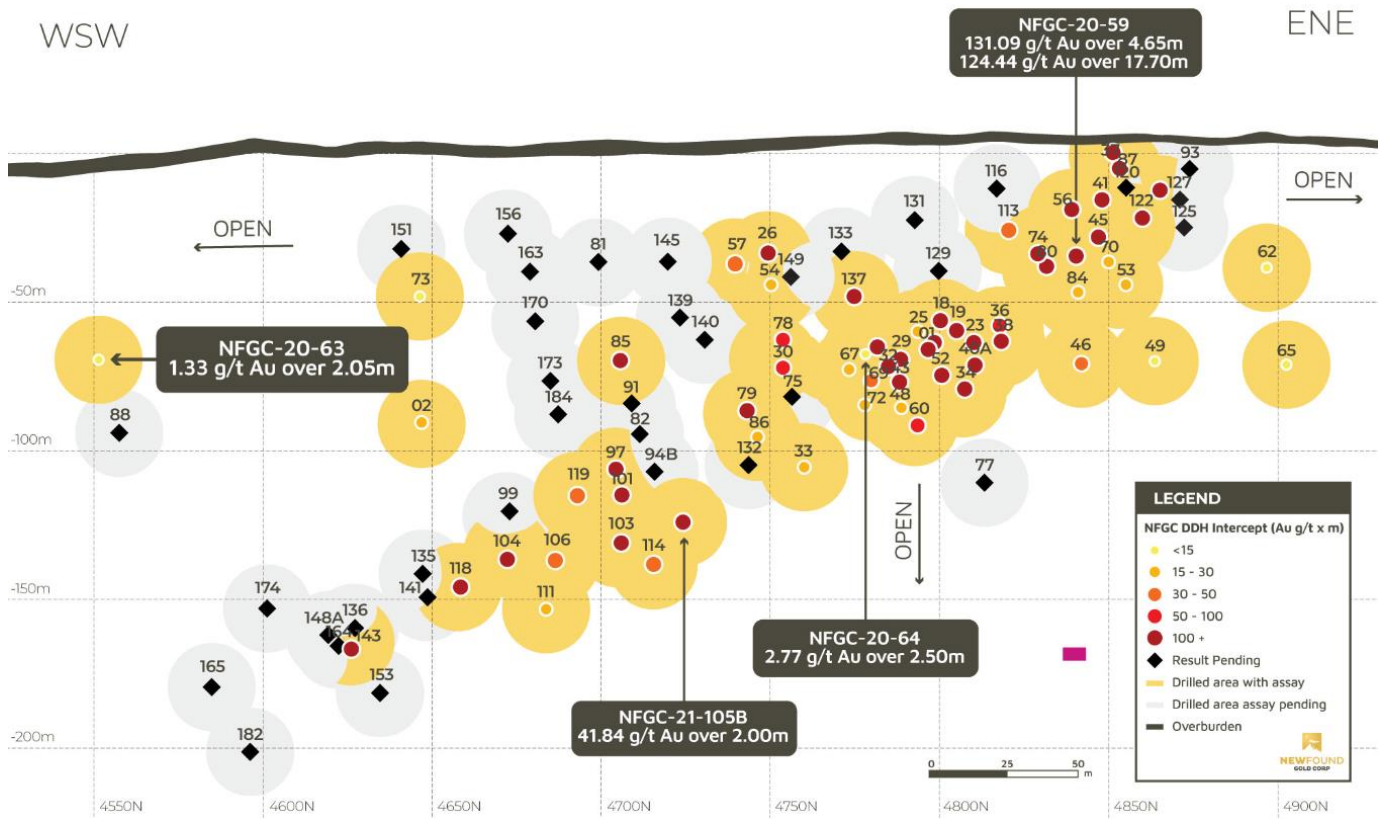 WSW
ENE
NFGC-20-59
131.09 g/t Au over 4.65m
124.44 g/t Au over 17.70m
OPEN
OPEN
116
87
120
93
127
41
56
122
125
45
113
131
133
129
74
70
84
53
62
151
156
163
81
145
26
57
54
149
137
73
-50m
170
139
140
78
30
18
19
25
01
36
38
23
29
52
67
32
34
46
49
65
NFGC-20-63
1.33 g/t Au over 2.05m
85
173
184
91
82
79
86
75
69
72
48
60
02
88
-100m
94B
132
33
77
97
119
101
99
103
104
106
114
118
111
135
141
OPEN
-150m
174
148A
136
143
165
153
182
NFGC-20-64
2.77 g/t Au over 2.50m
NFGC-21-105B
41.84 g/t Au over 2.00m
-200m
LEGEND
NFGC DDH Intercept (Au g/t x m)
<15
15 - 30
30 - 50
50 - 100
100 +
Result Pending
Drilled area with assay
Drilled area assay pending
Overburden
NEWFOUND
GOLD CORP
0 25 50
m
4550N
4600N
4650N
4700N
4750N
4800N
4850N
4900N